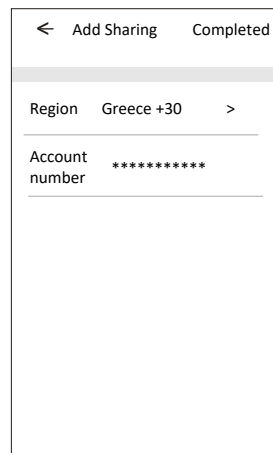 ← Add Sharing Completed
Region Greece +30 >
Account
number ***********